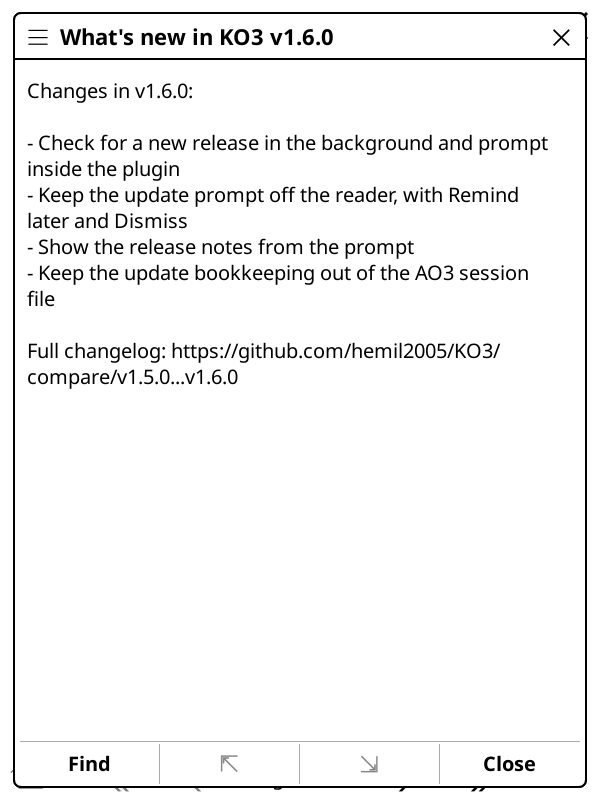 What's new in KO3 v1.6.0
Changes in v1.6.0:
- Check for a new release in the background and prompt
inside the plugin
- Keep the update prompt off the reader, with Remind
later and Dismiss
- Show the release notes from the prompt
- Keep the update bookkeeping out of the AO3 session
file
Full changelog: https://github.com/hemil2005/KO3/
compare/v1.5.0...v1.6.0
Find
Close